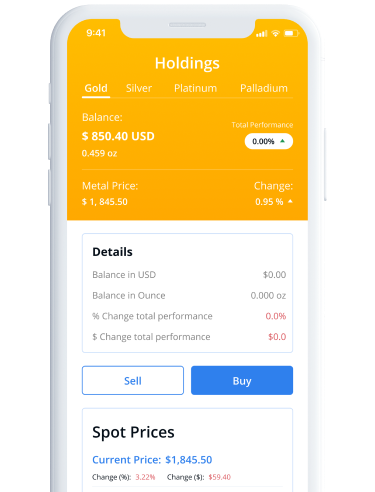 9:41
Holdings
Gold Silver Platinum Palladium
Balance:
$ 850.40 USD
Total Performance
0.459 oz
0.00%
Metal Price: Change:
$ 1, 845.50 0.95 %
Details
Balance in USD $0.00
Balance in Ounce 0.000 oz
% Change total performance 0.0%
$ Change total performance $0.0
Sell Buy
Spot Prices
Current Price: $1,845.50
Change (%): 3.22% Change ($): $59.40